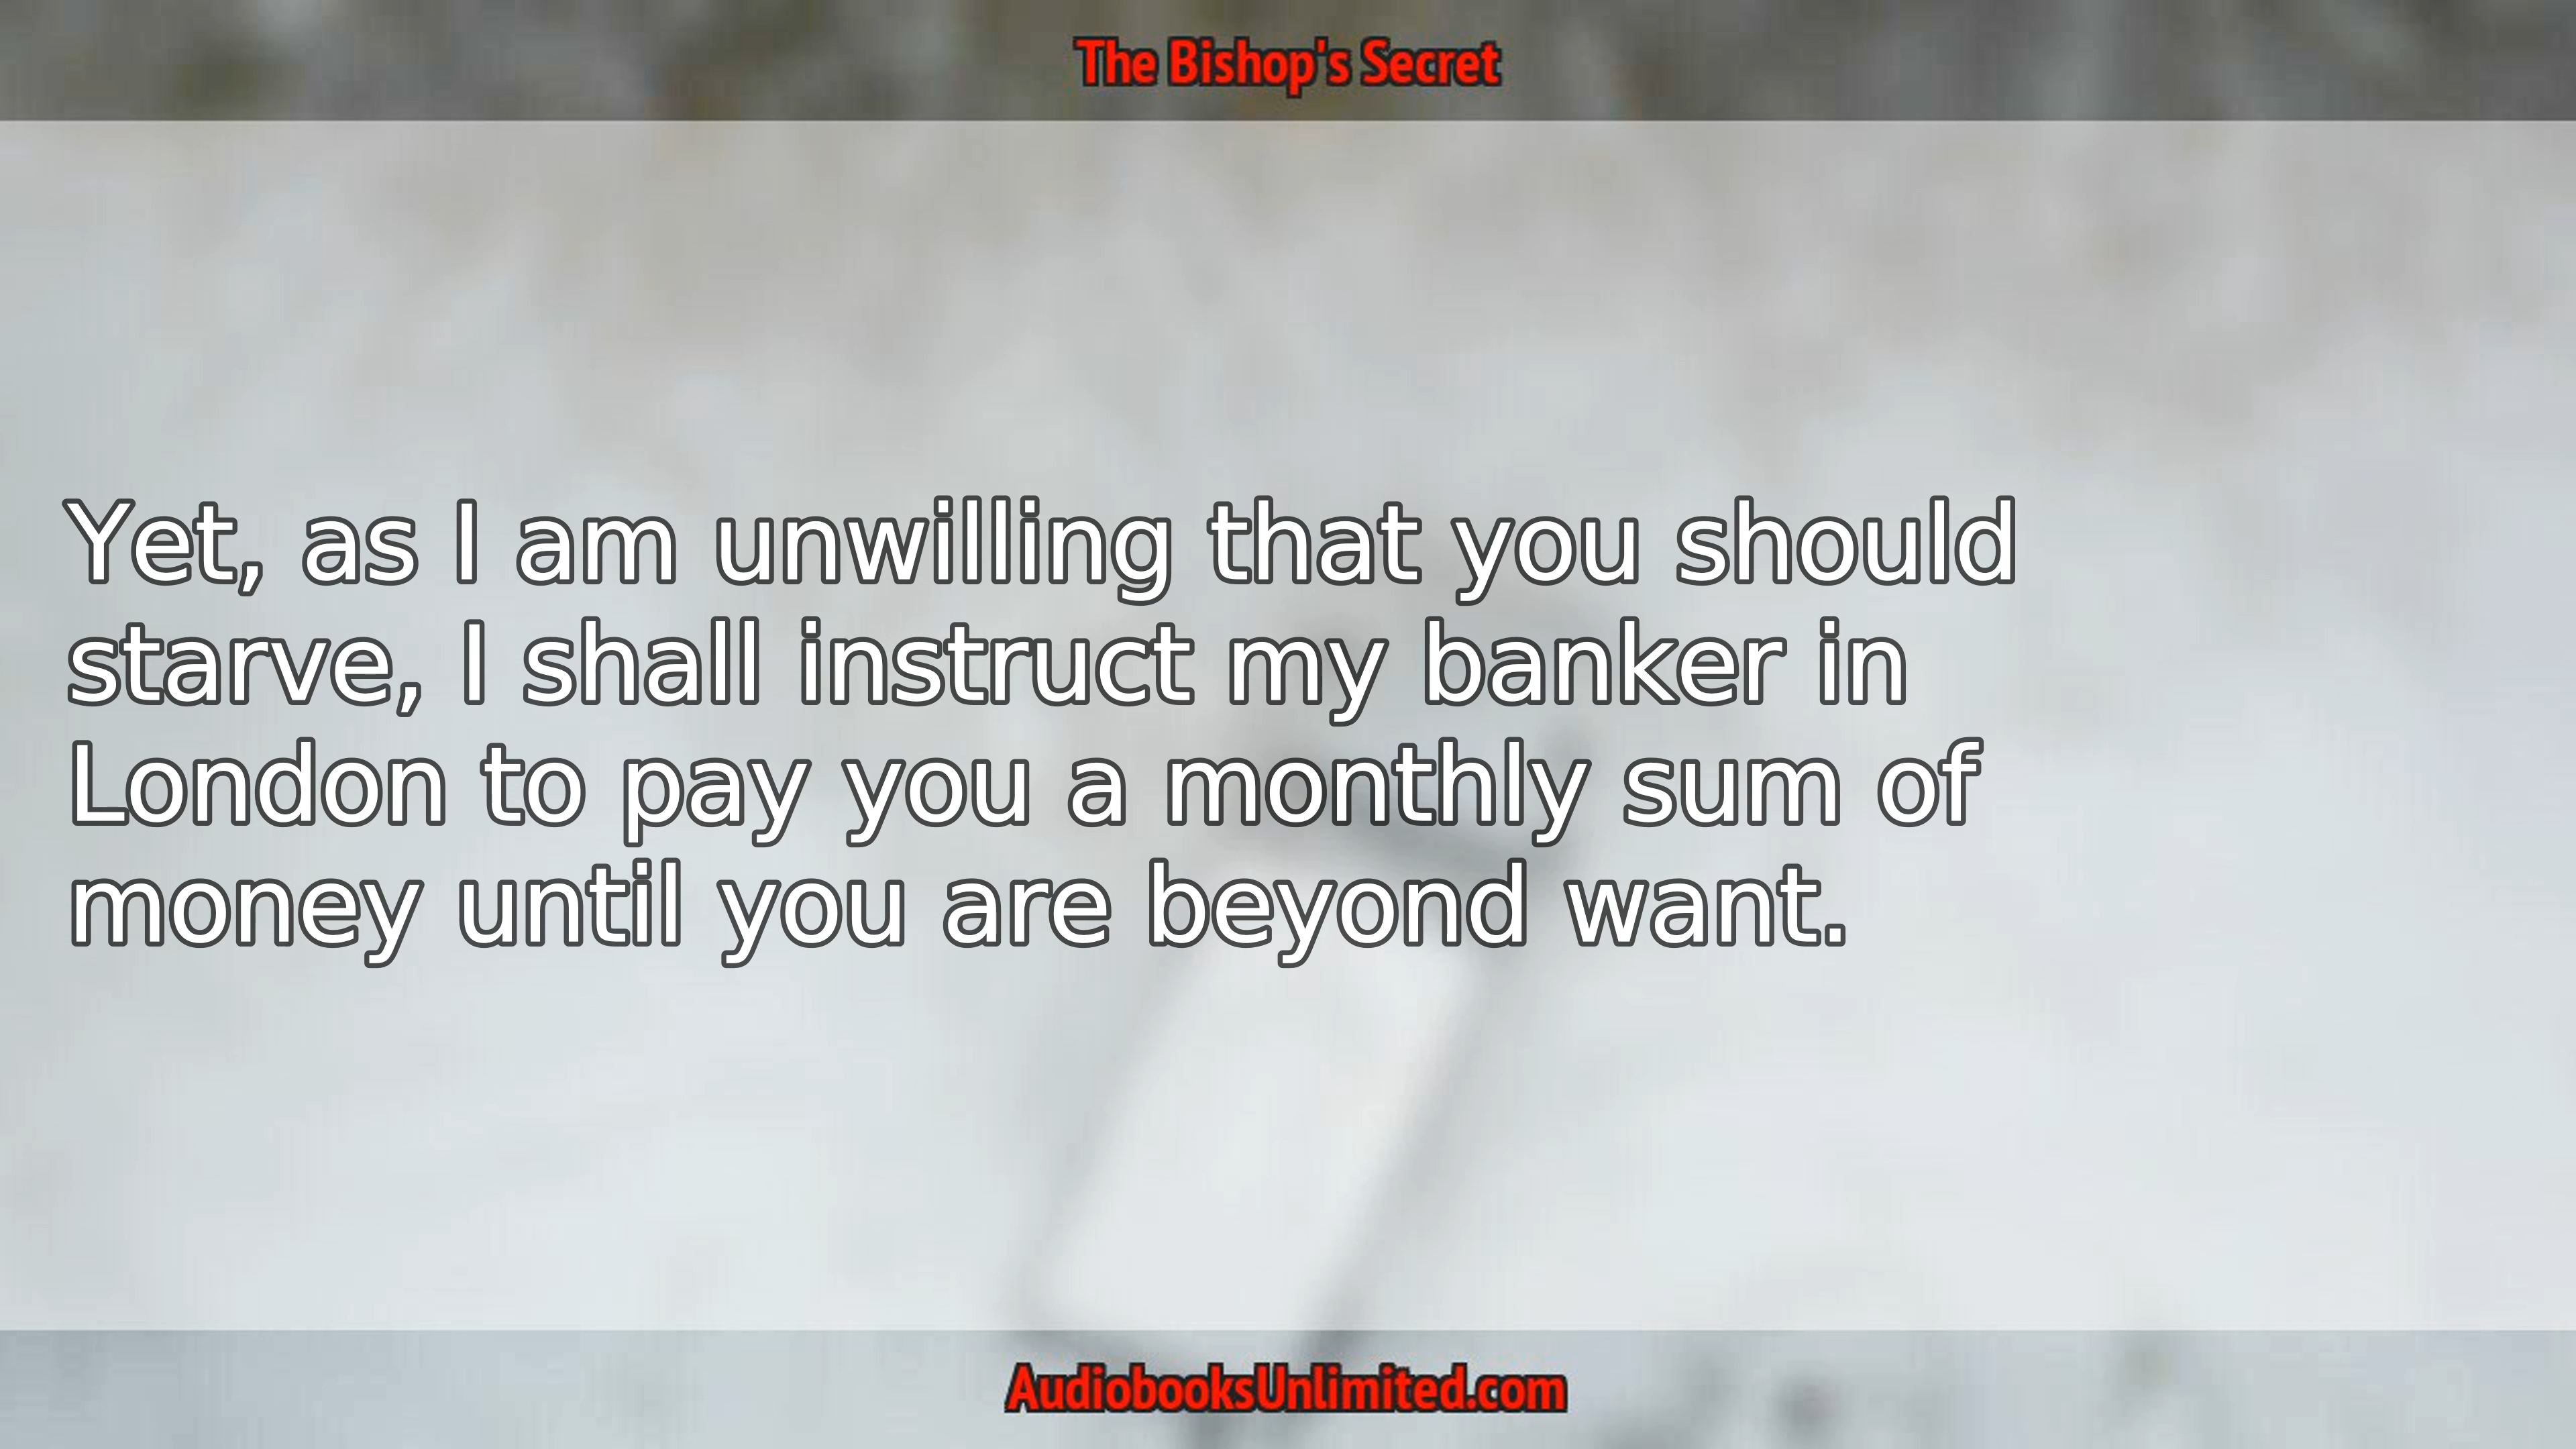 The Bishop's Secret
Yet, as I am unwilling that you should
starve, I shall instruct my banker in
London to pay you a monthly sum of
money until you are beyond want.
AudiobooksUnlimited.com